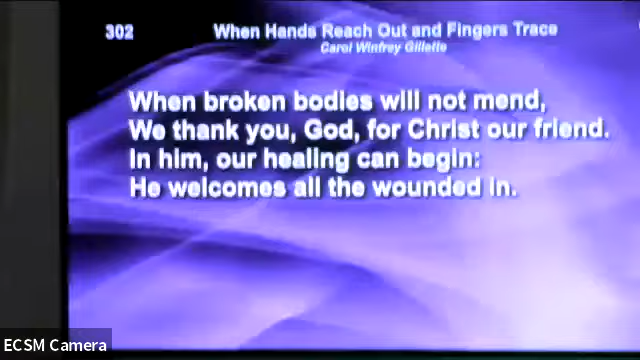 302
When Hands Reach Out and Fingers Trace
Carol Winfrey Gillette
When broken bodies will not mend,
We thank you, God, for Christ our friend.
In him, our healing can begin:
He welcomes all the wounded in.
ECSM Camera